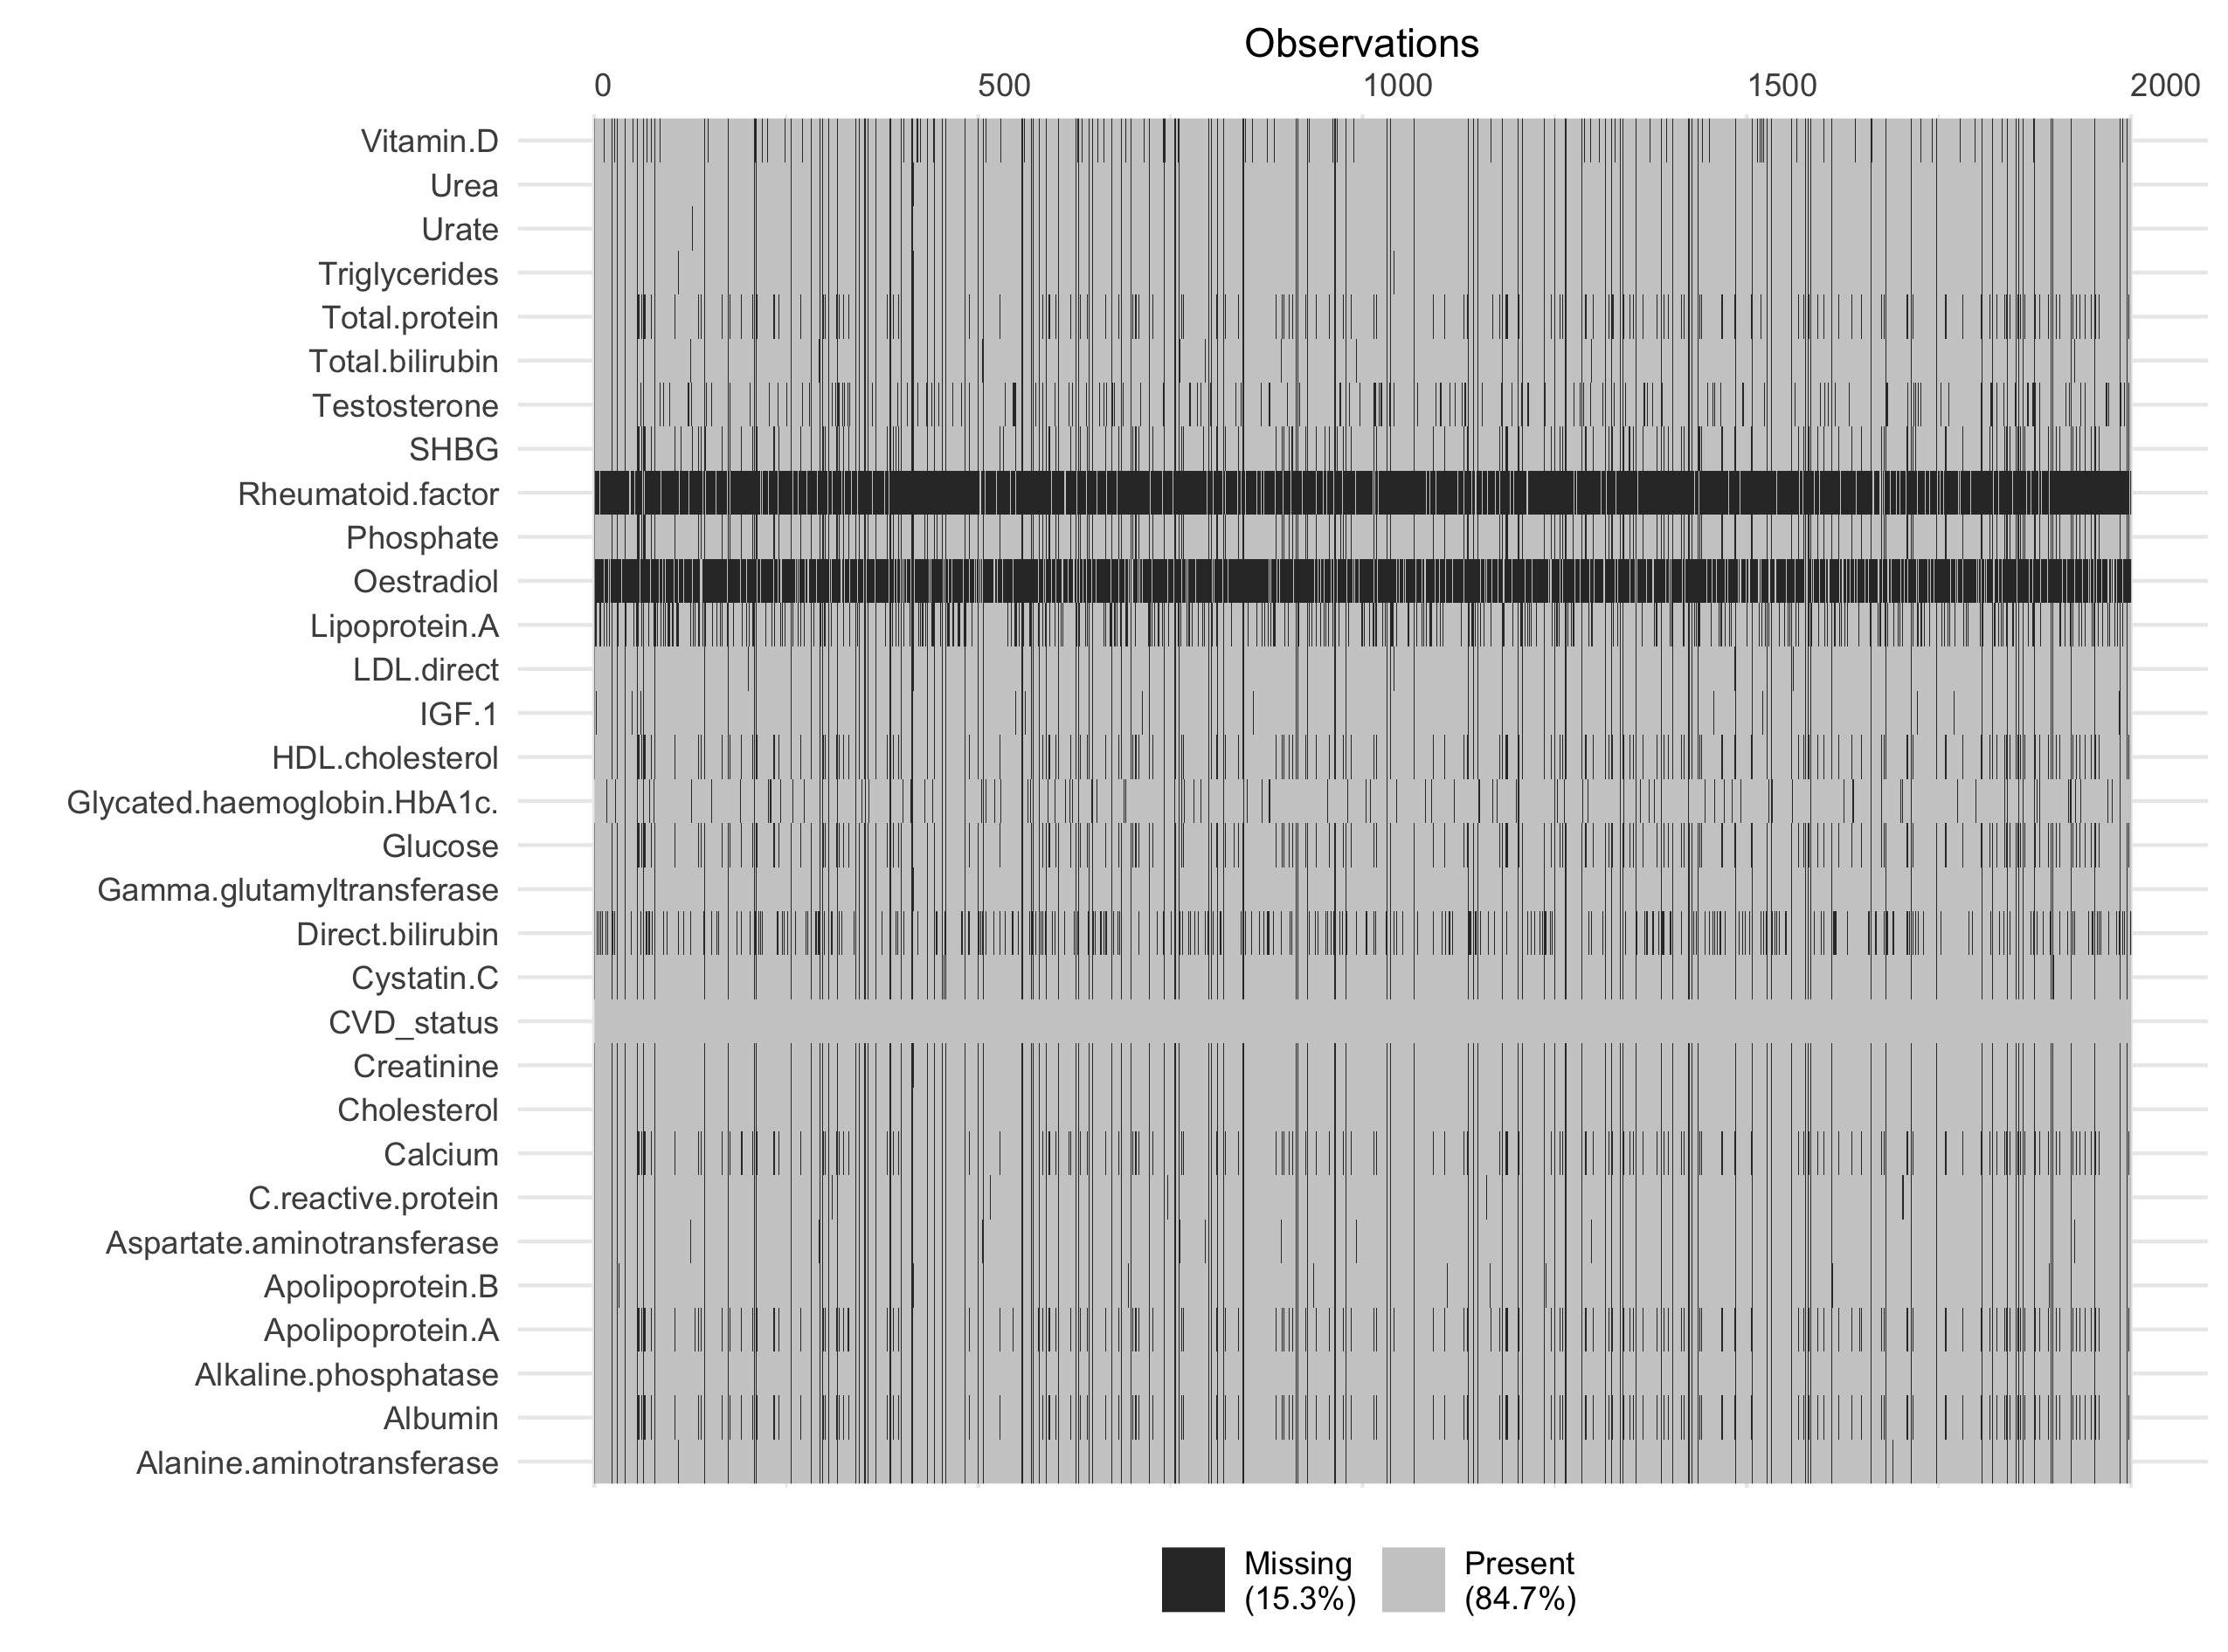 Observations
0 500 1000 1500 2000
Vitamin.D
Urea
Urate
Triglycerides
Total.protein
Total.bilirubin
Testosterone
SHBG
Rheumatoid.factor
Phosphate
Oestradiol
Lipoprotein.A
LDL.direct
IGF.1
HDL.cholesterol
Glycated.haemoglobin.HbA1c.
Glucose
Gamma.glutamyltransferase
Direct.bilirubin
Cystatin.C
CVD_status
Creatinine
Cholesterol
Calcium
C.reactive.protein
Aspartate.aminotransferase
Apolipoprotein.B
Apolipoprotein.A
Alkaline.phosphatase
Albumin
Alanine.aminotransferase
Missing Present
(15.3%) (84.7%)